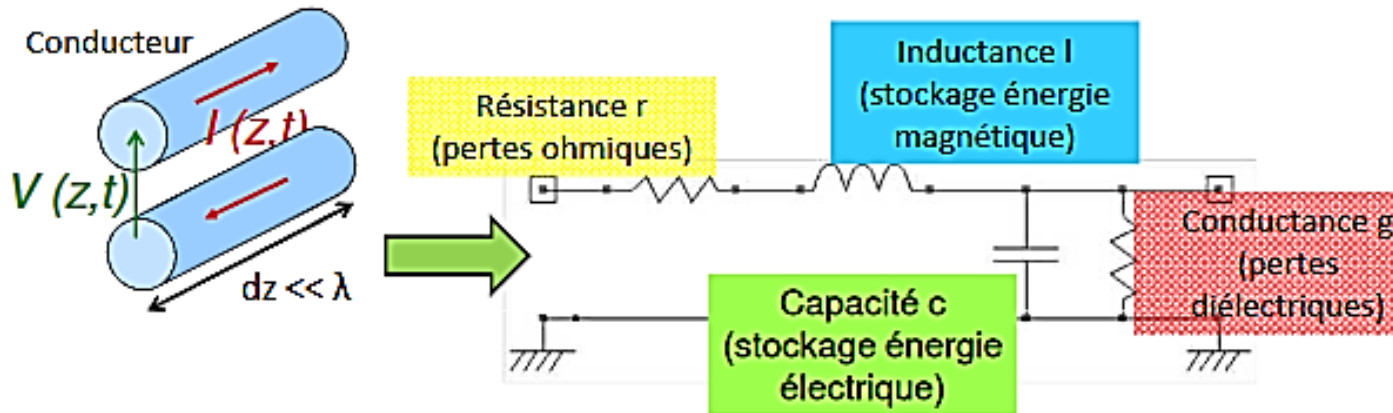 Conducteur
I (z,t)
V (z,t)
dz << λ
Résistance r
(pertes ohmiques)
Inductance l
(stockage énergie
magnétique)
Capacité c
(stockage énergie
électrique)
Conductance g
(pertes
diélectriques)